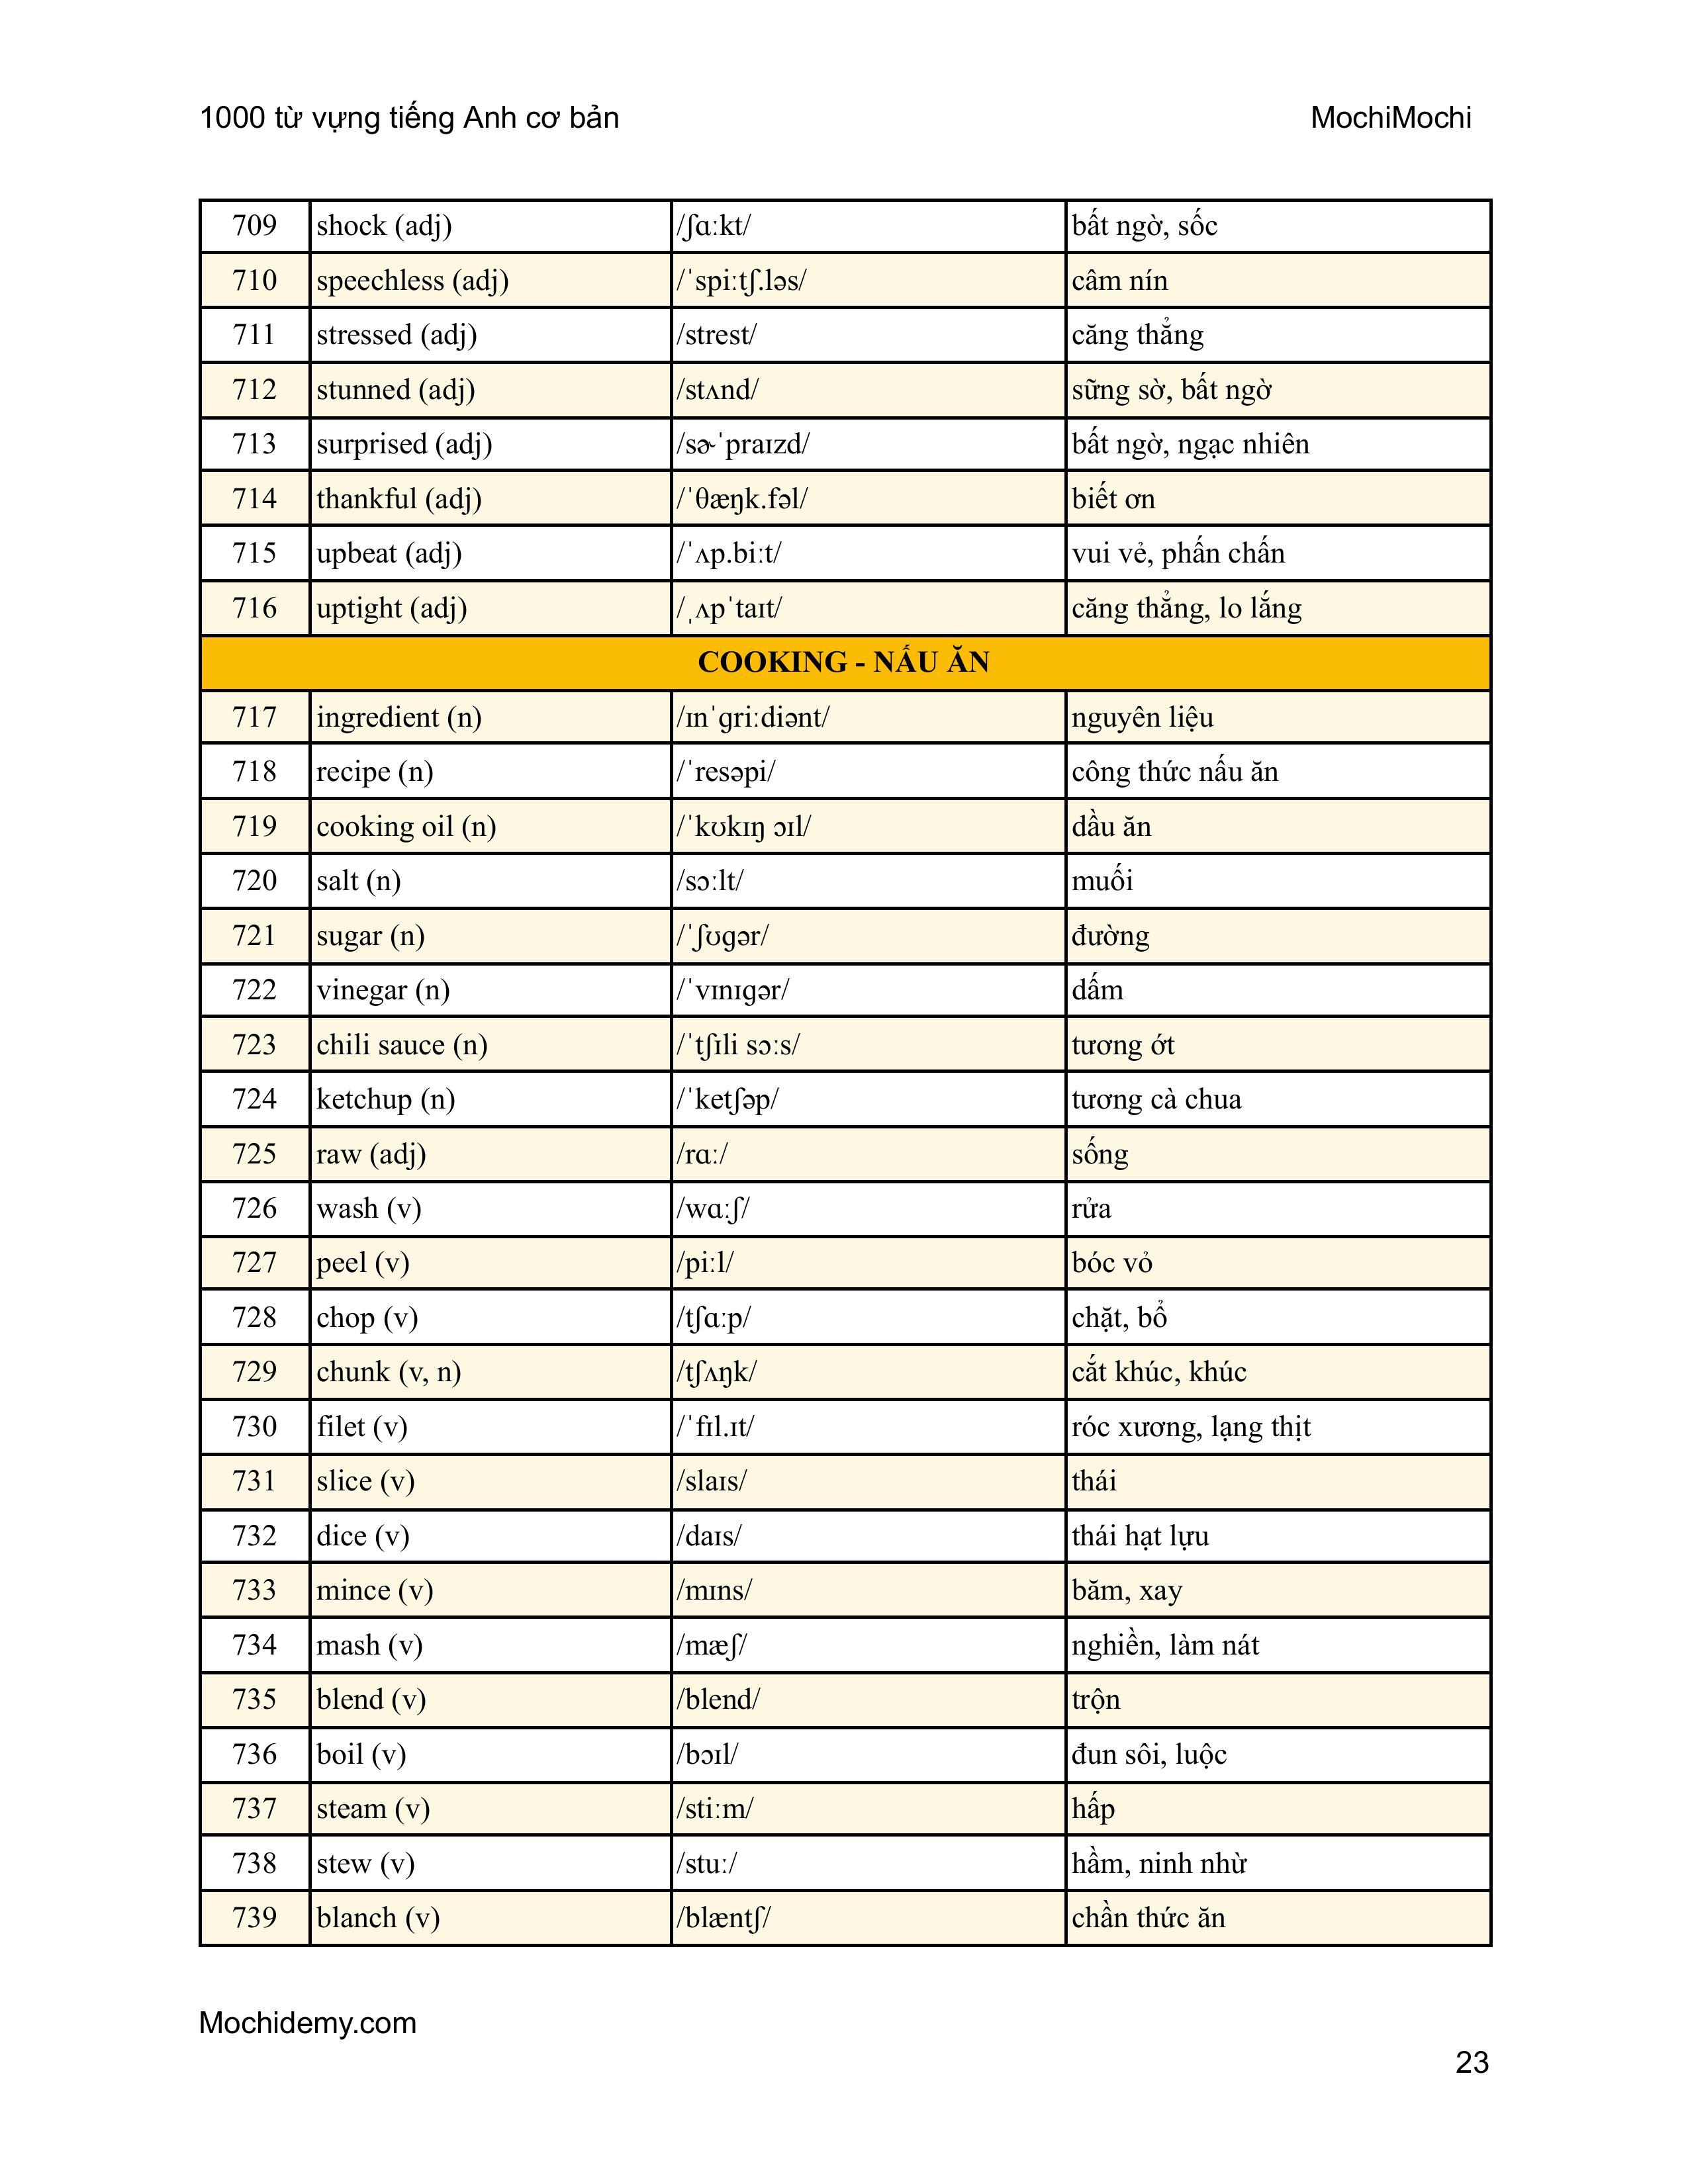 1000 từ vựng tiếng Anh cơ bản MochiMochi
709 shock (adj) /ʃɑːkt/ bất ngờ, sốc
710 speechless (adj) /ˈspiːtʃ.ləs/ câm nín
711 stressed (adj) /strest/ căng thẳng
712 stunned (adj) /stʌnd/ sững sờ, bất ngờ
713 surprised (adj) /sɚˈpraɪzd/ bất ngờ, ngạc nhiên
714 thankful (adj) /ˈθæŋk.fəl/ biết ơn
715 upbeat (adj) /ˈʌp.biːt/ vui vẻ, phấn chấn
716 uptight (adj) /ˌʌpˈtaɪt/ căng thẳng, lo lắng
COOKING - NẤU ĂN
717 ingredient (n) /ɪnˈɡriːdiənt/ nguyên liệu
718 recipe (n) /ˈresəpi/ công thức nấu ăn
719 cooking oil (n) /ˈkʊkɪŋ ɔɪl/ dầu ăn
720 salt (n) /sɔːlt/ muối
721 sugar (n) /ˈʃʊɡər/ đường
722 vinegar (n) /ˈvɪnɪɡər/ dấm
723 chili sauce (n) /ˈtʃɪli sɔːs/ tương ớt
724 ketchup (n) /ˈketʃəp/ tương cà chua
725 raw (adj) /rɑː/ sống
726 wash (v) /wɑːʃ/ rửa
727 peel (v) /piːl/ bóc vỏ
728 chop (v) /tʃɑːp/ chặt, bổ
729 chunk (v, n) /tʃʌŋk/ cắt khúc, khúc
730 filet (v) /ˈfɪl.ɪt/ róc xương, lạng thịt
731 slice (v) /slaɪs/ thái
732 dice (v) /daɪs/ thái hạt lựu
733 mince (v) /mɪns/ băm, xay
734 mash (v) /mæʃ/ nghiền, làm nát
735 blend (v) /blend/ trộn
736 boil (v) /bɔɪl/ đun sôi, luộc
737 steam (v) /stiːm/ hấp
738 stew (v) /stuː/ hầm, ninh nhừ
739 blanch (v) /blæntʃ/ chần thức ăn
Mochidemy.com
23